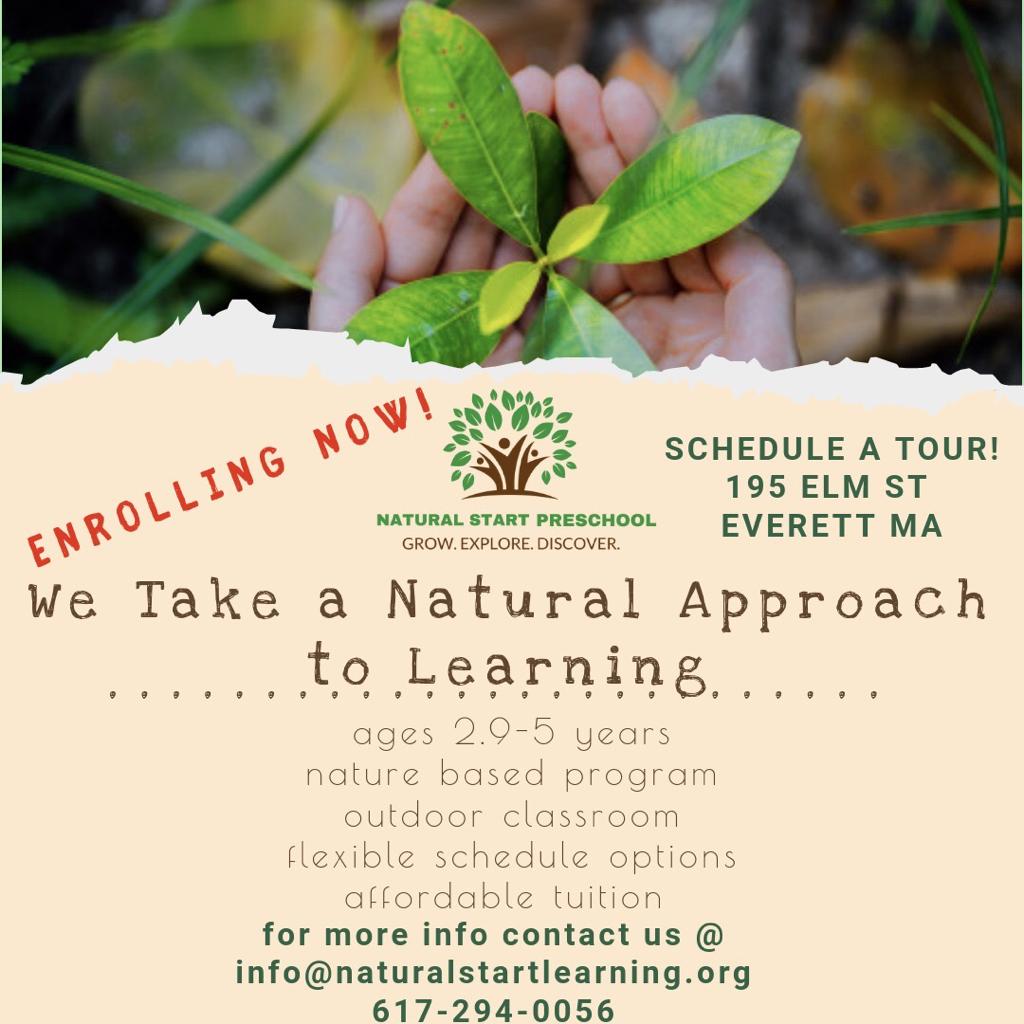 ENROLLING NOW!
NATURAL START PRESCHOOL
GROW. EXPLORE. DISCOVER.
SCHEDULE A TOUR!
195 ELM ST
EVERETT MA
We Take a Natural Approach
to Learning
ages 2.9-5 years
nature based program
outdoor classroom
flexible schedule options
affordable tuition
for more info contact us @
info@naturalstartlearning.org
617-294-0056